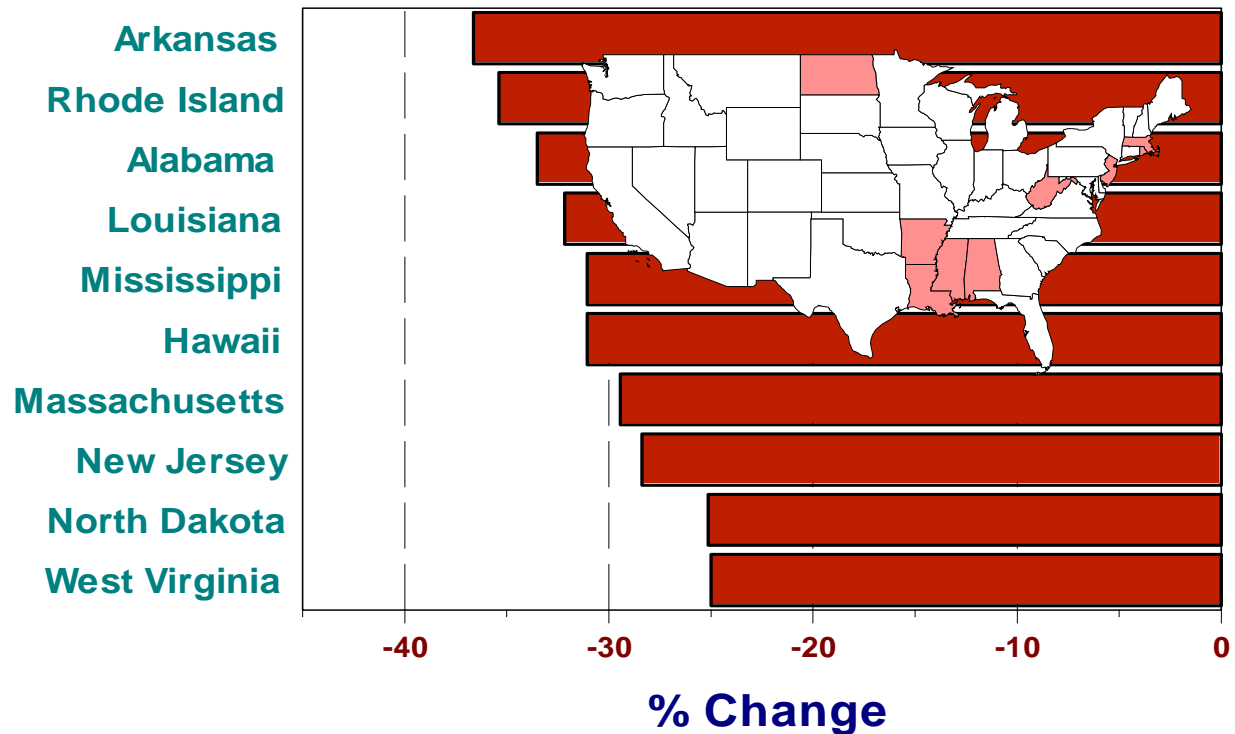 Arkansas
Rhode Island
Alabama
Louisiana
Mississippi
Hawaii
Massachusetts
New Jersey
North Dakota
West Virginia
-40 -30 -20 -10 0
% Change